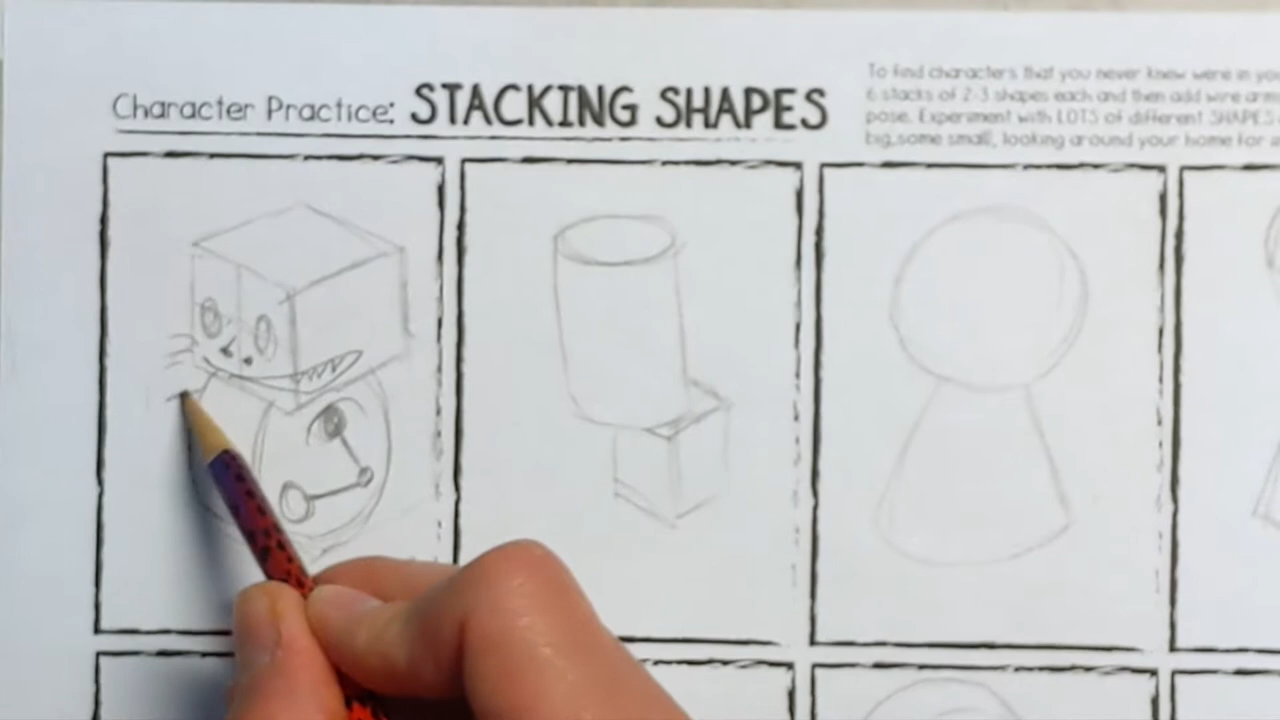 Character Practice: STACKING SHAPES
To find characters that you never knew were in
6 stacks of 2-3 shapes each and then add wire
pose. Experiment with LOTS of different SHAPES
big, some small, looking around your home for